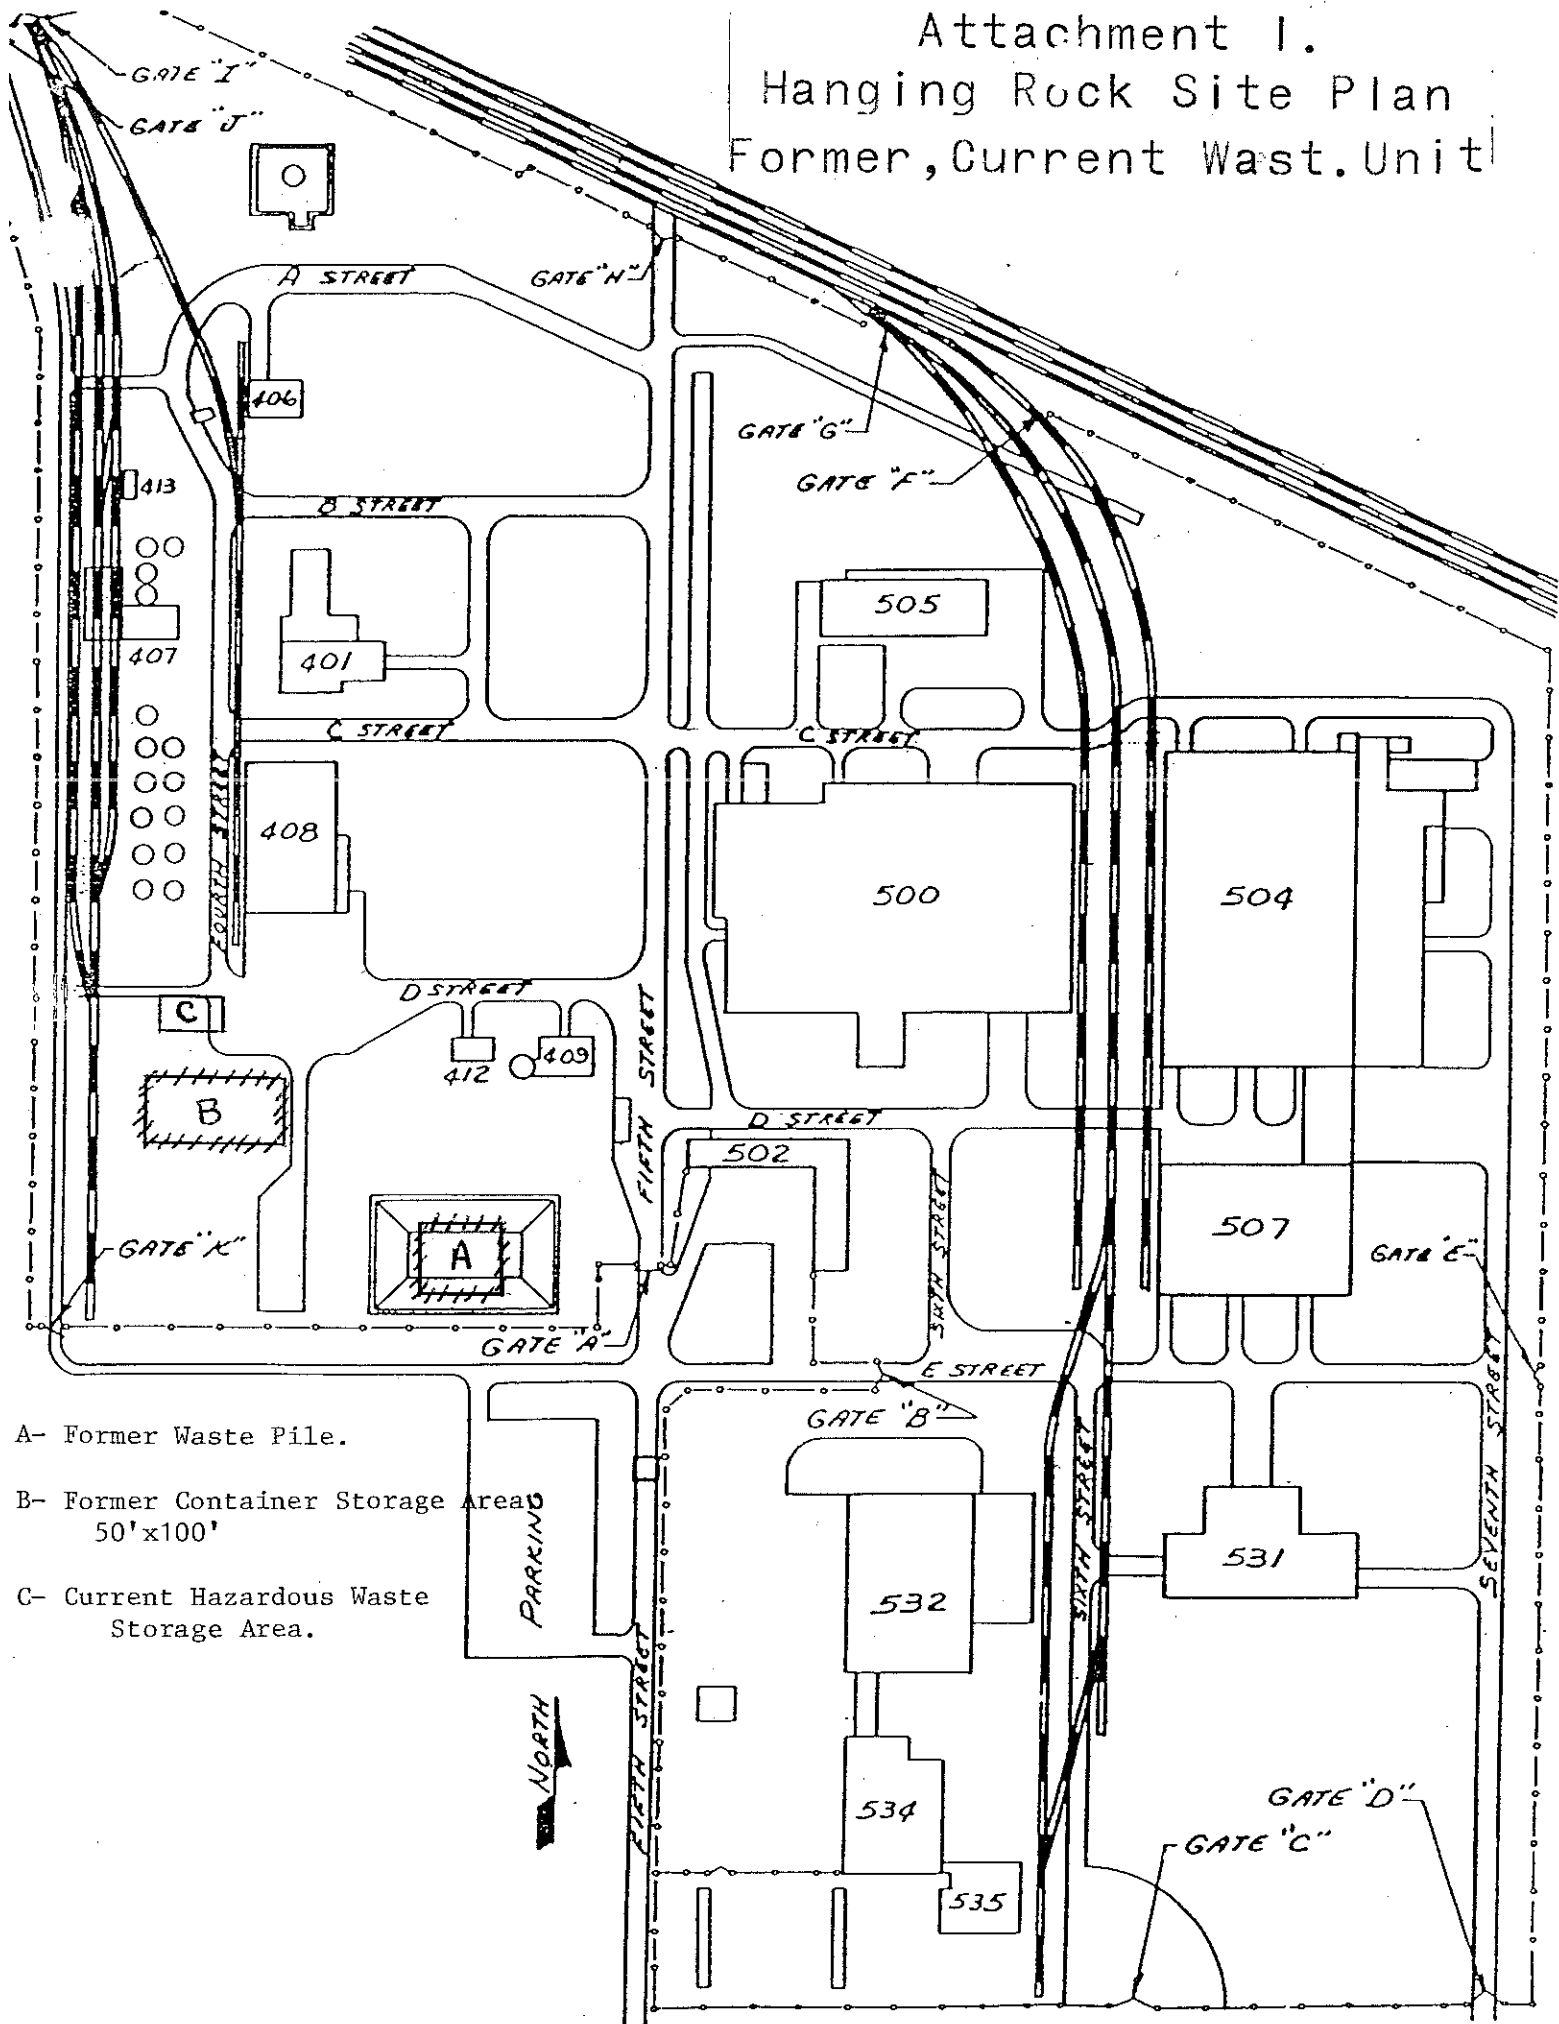 Attachment I.
Hanging Rock Site Plan
Former, Current Wast. Unit
GATE "I"
GATE "J"
A STREET
GATE "H"
406
GATE "G"
GATE "F"
413
B STREET
505
407
401
C STREET
C STREET
FOURTH STREET
408
500
504
D STREET
C
409
412
FIFTH STREET
B
D STREET
502
SIXTH STREET
507
GATE "K"
A
GATE "E"
GATE "A"
E STREET
GATE "B"
SEVENTH STREET
A- Former Waste Pile.
B- Former Container Storage Area
50'x100'
C- Current Hazardous Waste
Storage Area.
PARKING
SIXTH STREET
531
532
FIFTH STREET
NORTH
534
GATE "D"
GATE "C"
535